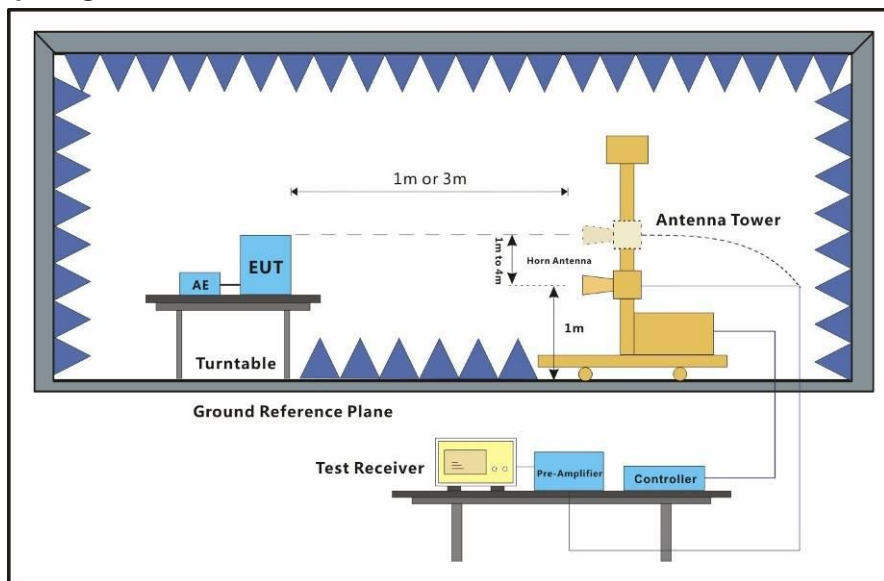 1m or 3m
Antenna Tower
EUT
AE
1m to 4m
Horn Antenna
1m
Turntable
Ground Reference Plane
Test Receiver
Pre-Amplifier
Controller